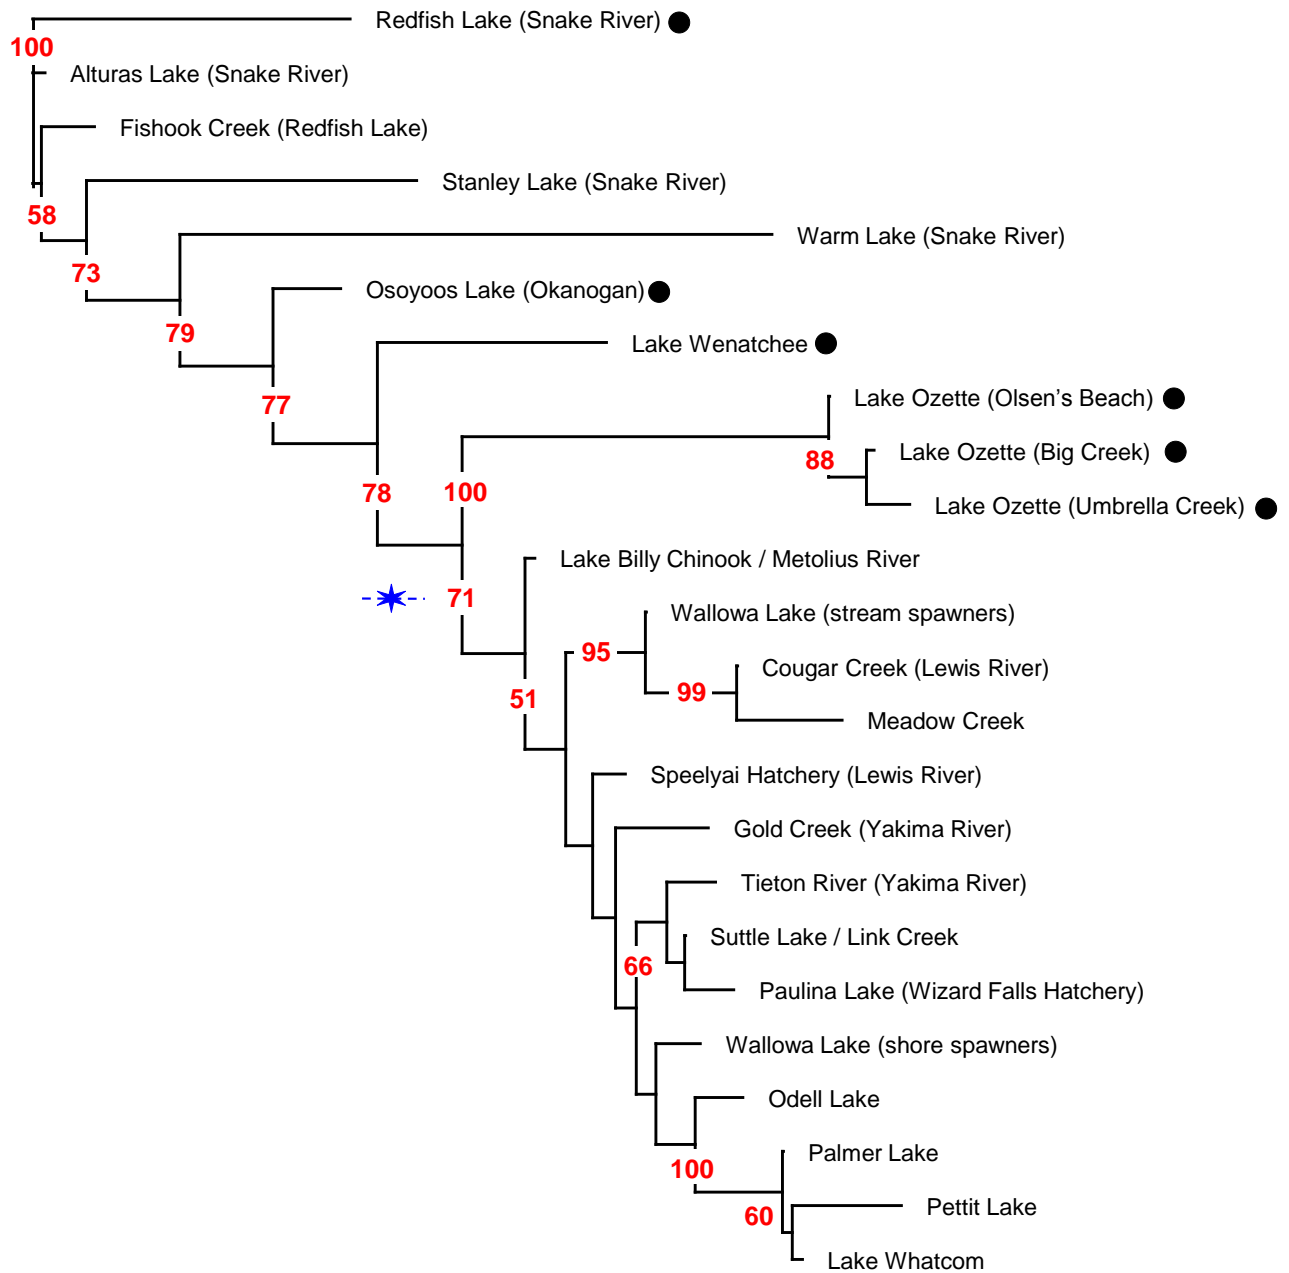 Redfish Lake (Snake River)
100
Alturas Lake (Snake River)
Fishook Creek (Redfish Lake)
Stanley Lake (Snake River)
58
Warm Lake (Snake River)
73
Osoyoos Lake (Okanogan)
79
Lake Wenatchee
77
Lake Ozette (Olsen's Beach)
Lake Ozette (Big Creek)
88
78
100
Lake Ozette (Umbrella Creek)
Lake Billy Chinook / Metolius River
71
Wallowa Lake (stream spawners)
95
Cougar Creek (Lewis River)
99
51
Meadow Creek
Speelyai Hatchery (Lewis River)
Gold Creek (Yakima River)
Tieton River (Yakima River)
Suttle Lake / Link Creek
66
Paulina Lake (Wizard Falls Hatchery)
Wallowa Lake (shore spawners)
Odell Lake
Palmer Lake
100
Pettit Lake
60
Lake Whatcom